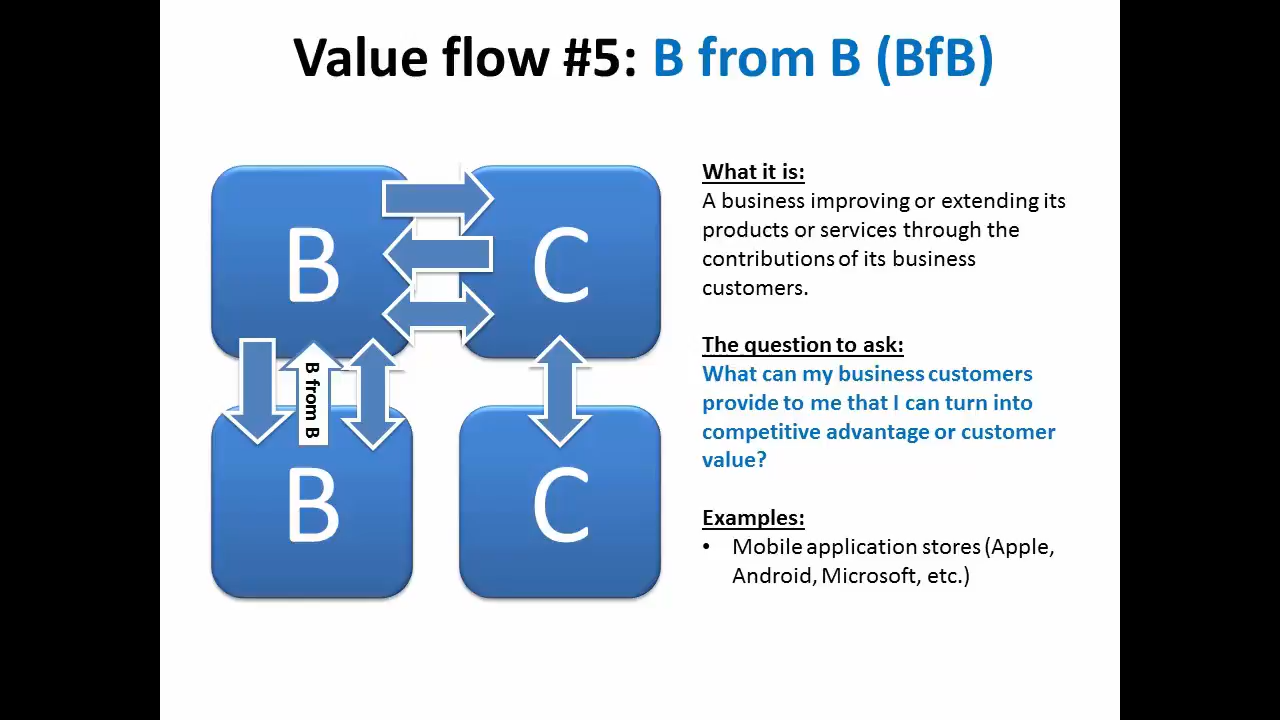 Value flow #5: B from B (BfB)
B
C
B from B
B
C
What it is:
A business improving or extending its
products or services through the
contributions of its business
customers.
The question to ask:
What can my business customers
provide to me that I can turn into
competitive advantage or customer
value?
Examples:
• Mobile application stores (Apple,
Android, Microsoft, etc.)